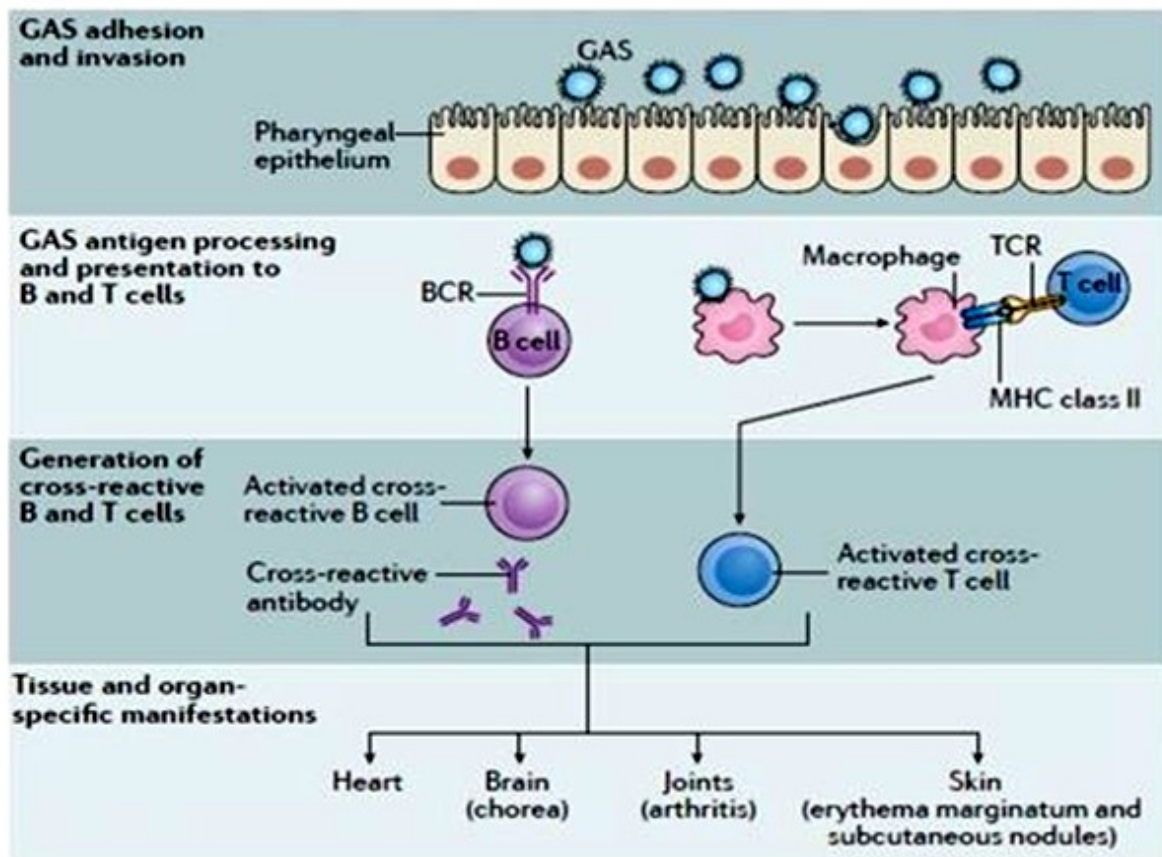 GAS adhesion
and invasion
GAS
Pharyngeal
epithelium
GAS antigen processing
and presentation to
B and T cells
BCR
B cell
Macrophage
TCR
T cell
MHC class II
Generation of
cross-reactive
B and T cells
Activated cross-
reactive B cell
Cross-reactive
antibody
Activated cross-
reactive T cell
Tissue and organ-
specific manifestations
Heart
Brain
(chorea)
Joints
(arthritis)
Skin
(erythema marginatum and
subcutaneous nodules)